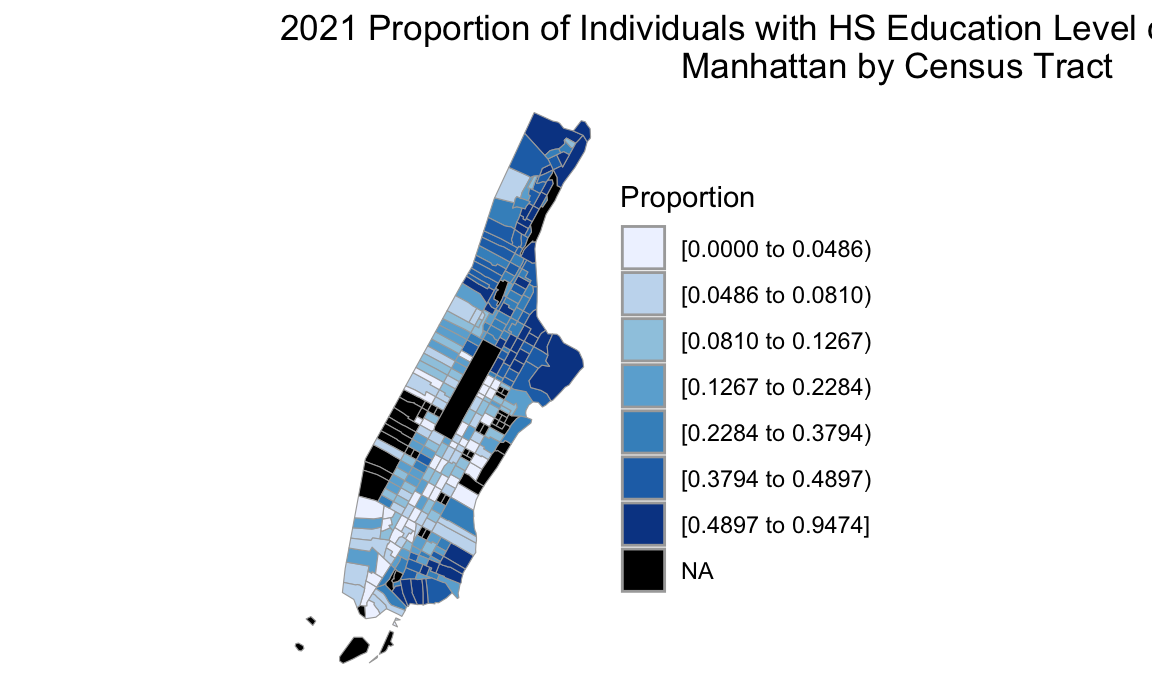 2021 Proportion of Individuals with HS Education Level
Manhattan by Census Tract
Proportion
[0.0000 to 0.0486)
[0.0486 to 0.0810)
[0.0810 to 0.1267)
[0.1267 to 0.2284)
[0.2284 to 0.3794)
[0.3794 to 0.4897)
[0.4897 to 0.9474]
NA